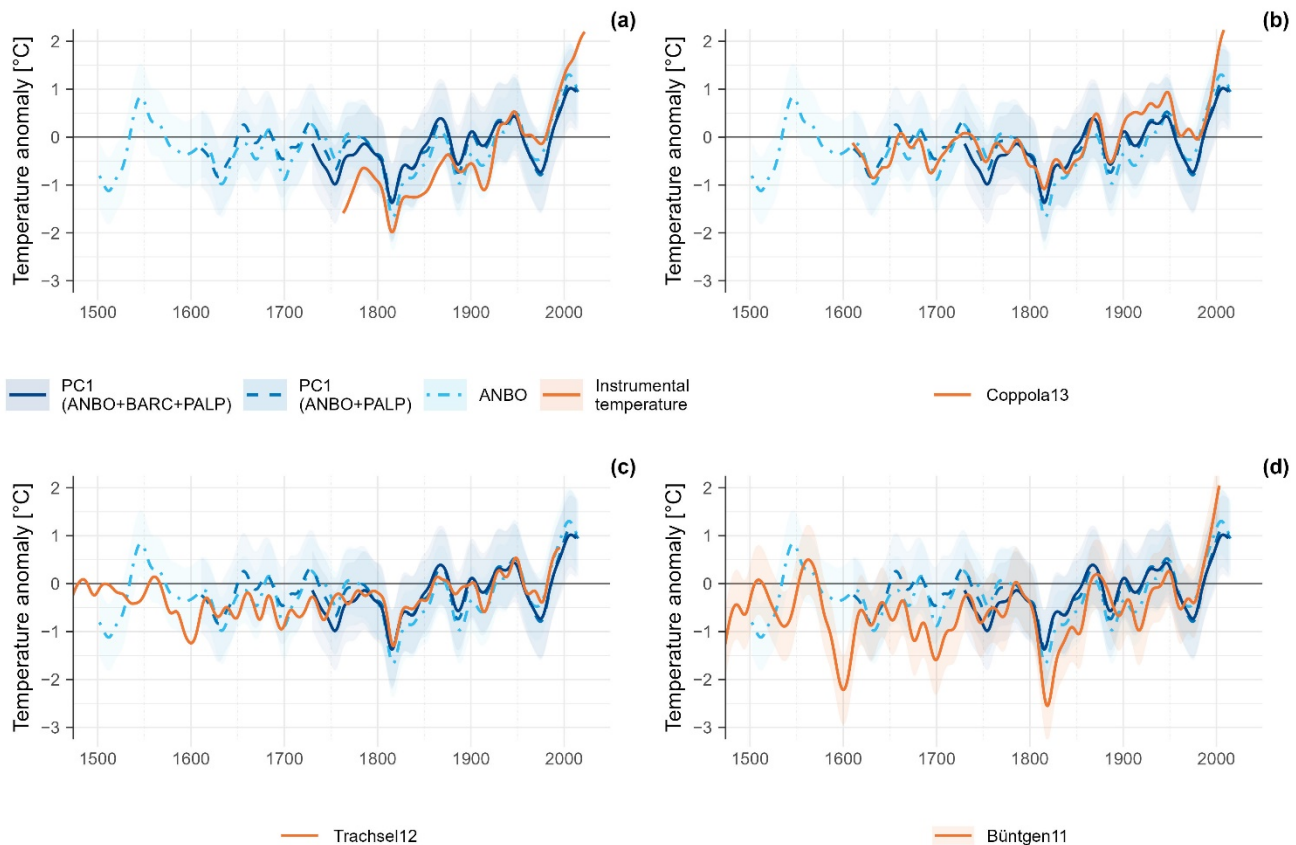 (a)
(b)
Temperature anomaly [°C]
2
1
0
−1
−2
−3
1500 1600 1700 1800 1900 2000
Temperature anomaly [°C]
2
1
0
−1
−2
−3
1500 1600 1700 1800 1900 2000
PC1
(ANBO+BARC+PALP)
PC1
(ANBO+PALP)
ANBO
Instrumental
temperature
Coppola13
(c)
(d)
Temperature anomaly [°C]
2
1
0
−1
−2
−3
1500 1600 1700 1800 1900 2000
Temperature anomaly [°C]
2
1
0
−1
−2
−3
1500 1600 1700 1800 1900 2000
Trachsel12
Büntgen11